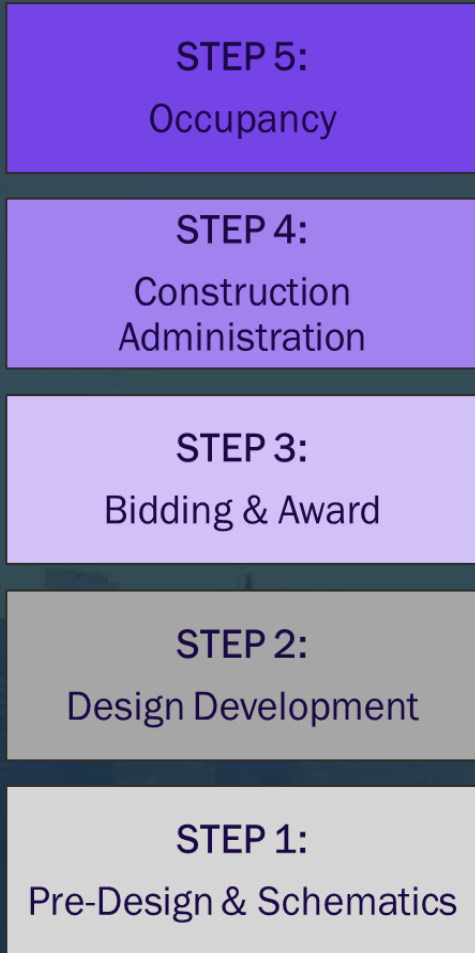 STEP 5:
Occupancy
STEP 4:
Construction
Administration
STEP 3:
Bidding & Award
STEP 2:
Design Development
STEP 1:
Pre-Design & Schematics